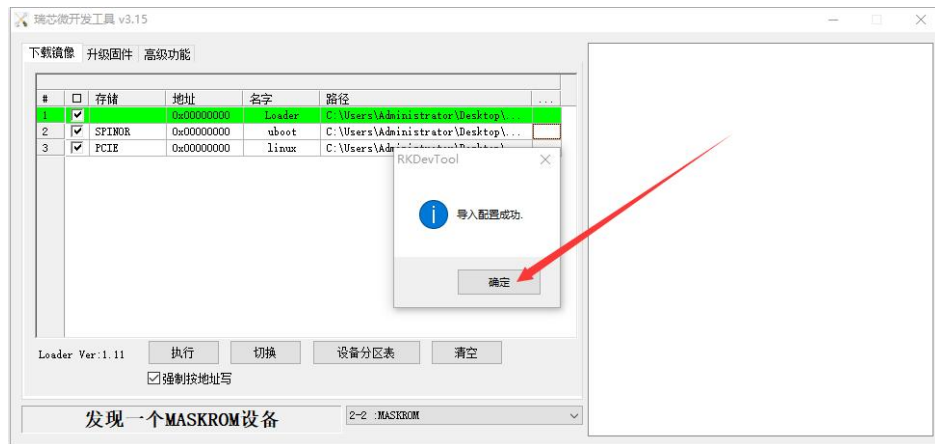 瑞芯微开发工具 v3.15
下载镜像 升级固件 高级功能
# 存储 地址 名字 路径 ...
1 0x00000000 Loader C:\Users\Administrator\Desktop\...
2 SPINOR 0x00000000 uboot C:\Users\Administrator\Desktop\...
3 PCIE 0x00000000 linux
RKDevTool
导入配置成功.
确定
Loader Ver:1.11 执行 切换 设备分区表 清空
强制按地址写
发现一个MASKROM设备 2-2 :MASKROM